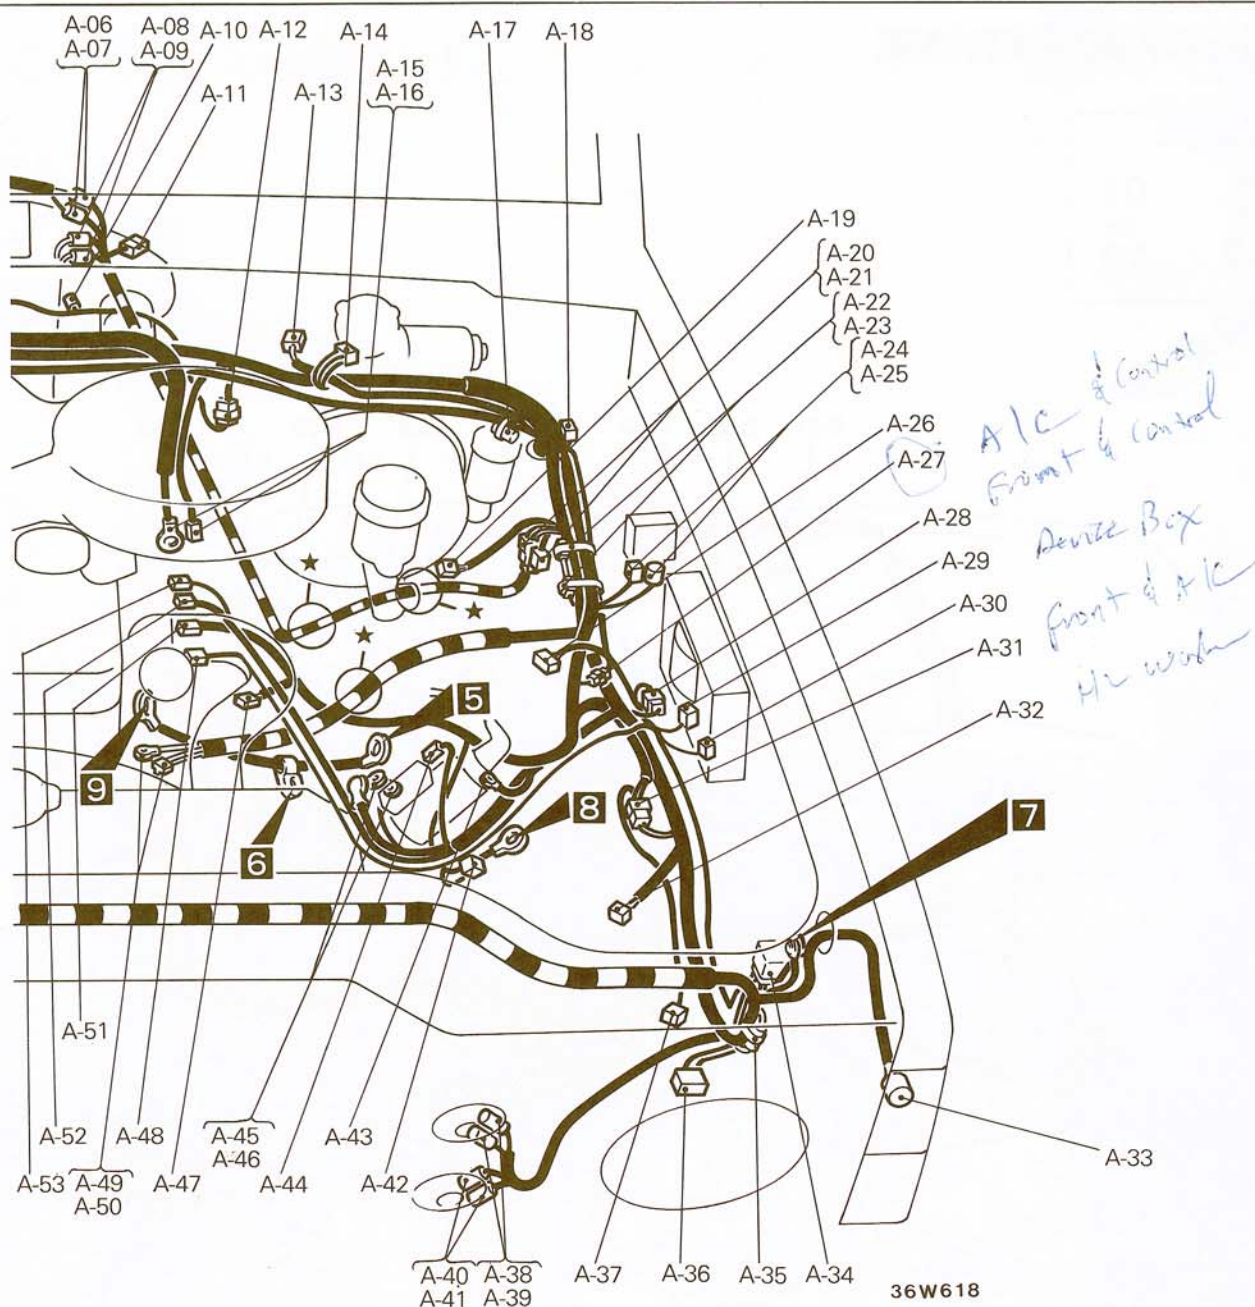 A-06 A-08 A-10 A-12 A-14 A-17 A-18
A-07 A-09
A-15
A-11 A-13 A-16
A-19
A-20
A-21
A-22
A-23
A-24
A-25
A-26
A-27
A/C & Control
Front & Control
A-28
Device Box
A-29
Front & A/C
A-30
H/L Wash
A-31
A-32
5
9
6
8
7
A-51
A-52 A-48 A-45 A-43
A-46
A-53 A-49 A-47 A-44 A-42
A-50
A-33
A-40 A-38 A-37 A-36 A-35 A-34
A-41 A-39
36W618